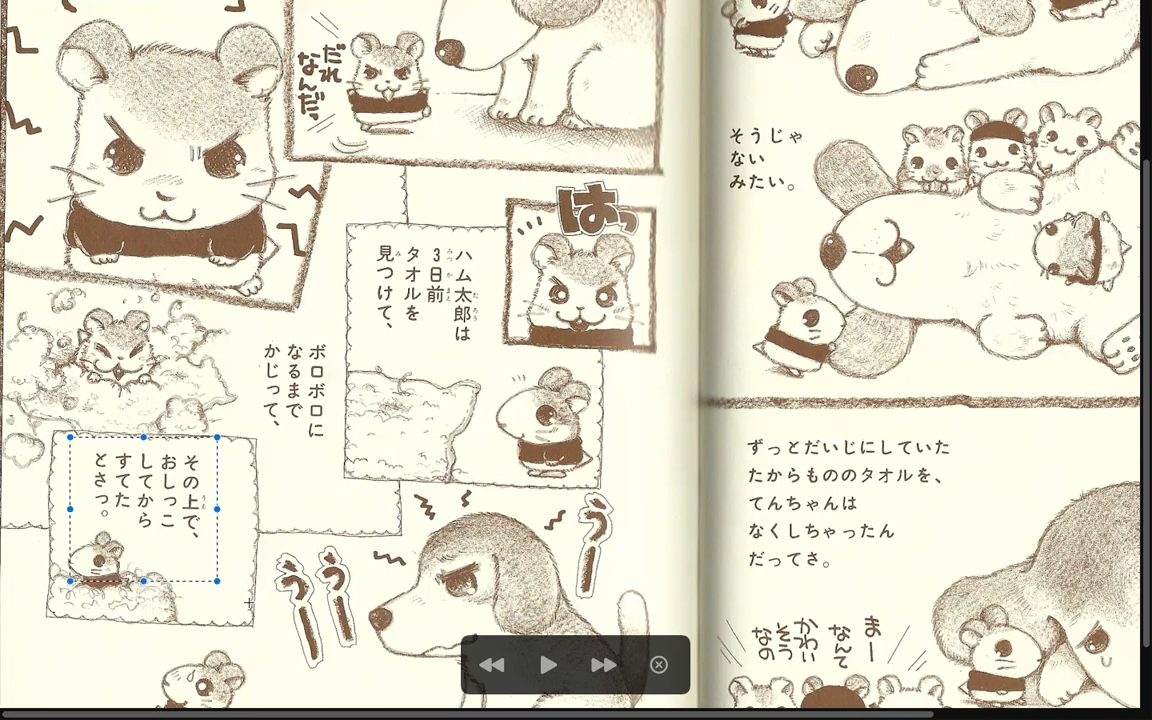 だれ
なんだっ
はっ
ハム太郎は
3日前
タオルを
見つけて、
ボロボロに
なるまで
かじって、
その上で、
おしっこ
してから
すてた
とさっ。
うー
うー
うー
そうじゃ
ない
みたい。
ずっとだいじにしていた
たからもののタオルを、
てんちゃんは
なくしちゃったん
だってさ。
まー
なんて
かわい
そう
なの